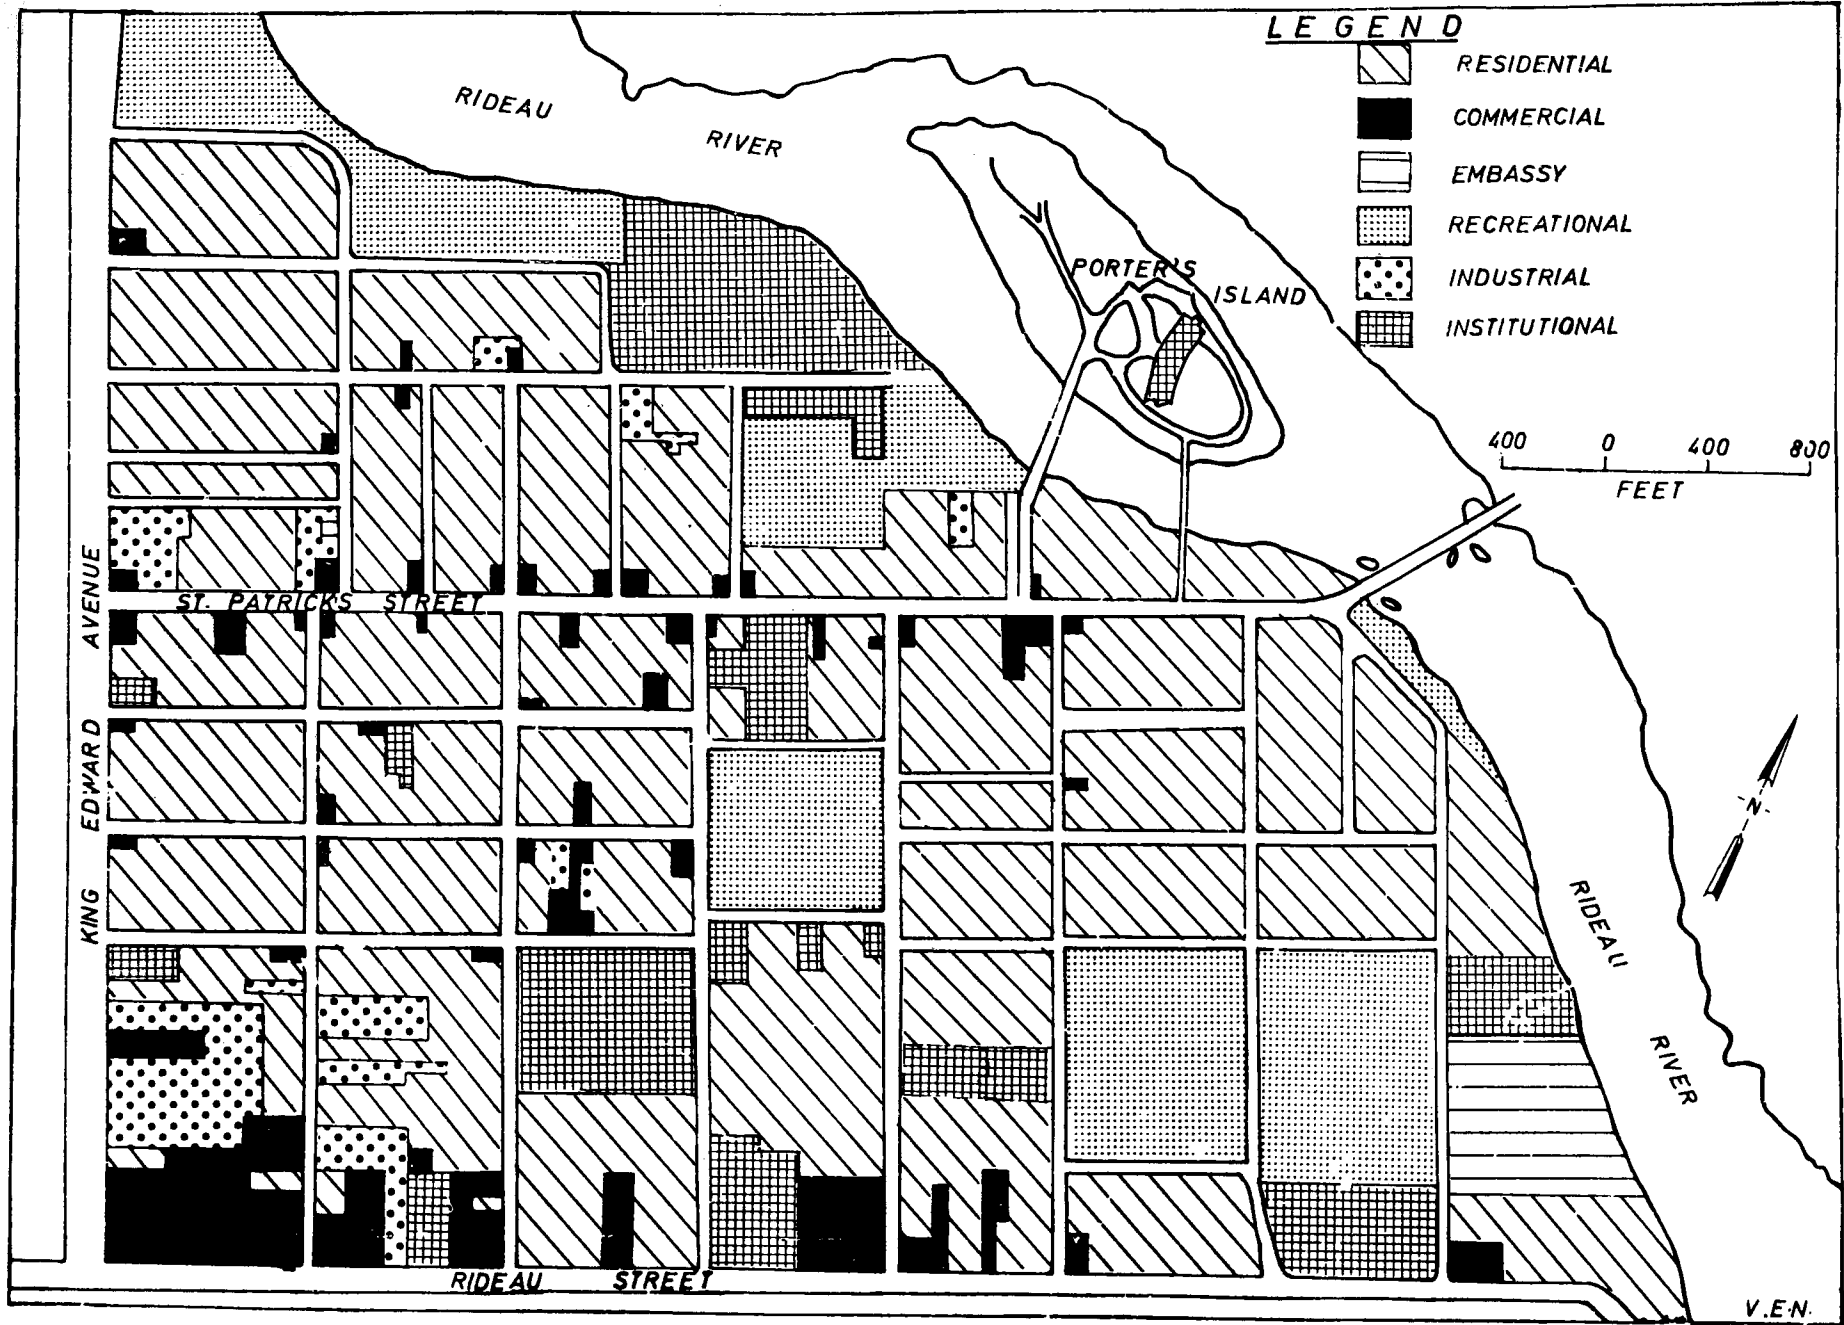 LEGEND
RESIDENTIAL
COMMERCIAL
EMBASSY
RECREATIONAL
INDUSTRIAL
INSTITUTIONAL
RIDEAU
RIVER
PORTER'S
ISLAND
400 0 400 800
FEET
KING EDWARD AVENUE
ST. PATRICKS STREET
N
RIDEAU
RIVER
RIDEAU STREET
V.E.N.